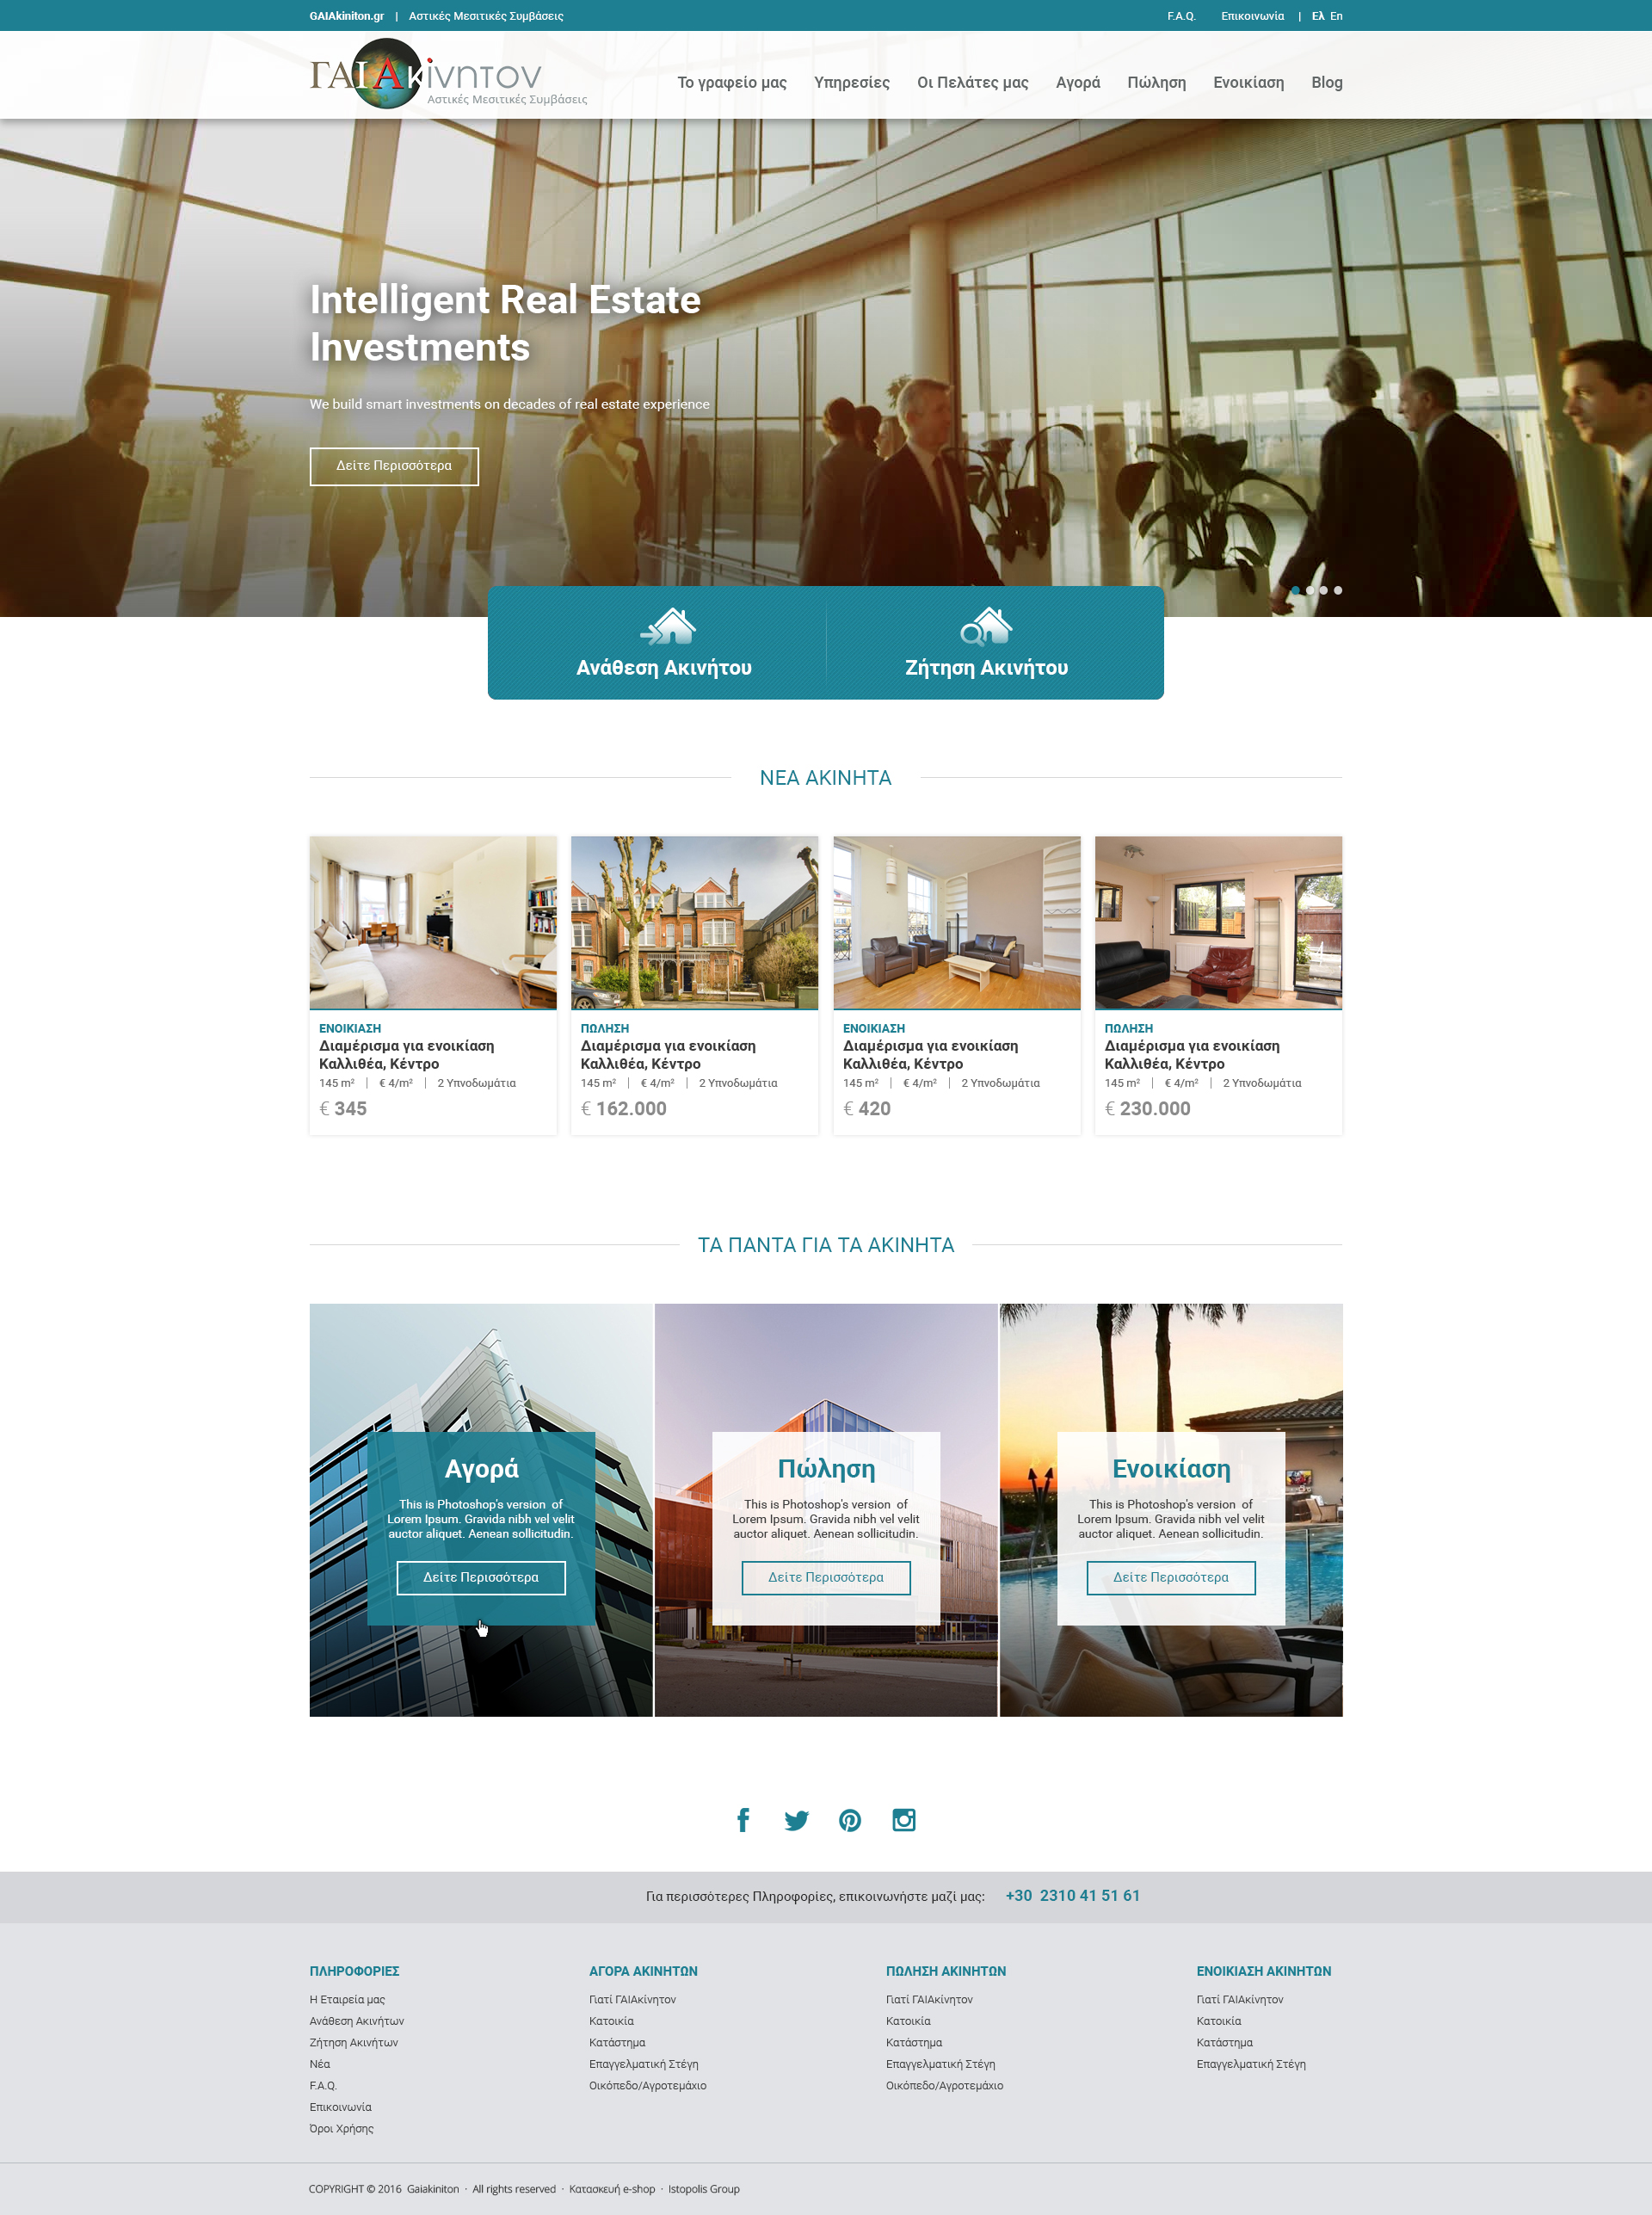 GAIAkiniton.gr | Αστικές Μεσιτικές Συμβάσεις
F.A.Q. Επικοινωνία | Ελ En
ΓΑΙΑκίνητον
Αστικές Μεσιτικές Συμβάσεις
Το γραφείο μας Υπηρεσίες Οι Πελάτες μας Αγορά Πώληση Ενοικίαση Blog
Intelligent Real Estate
Investments
We build smart investments on decades of real estate experience
Δείτε Περισσότερα
Ανάθεση Ακινήτου
Ζήτηση Ακινήτου
ΝΕΑ ΑΚΙΝΗΤΑ
ΕΝΟΙΚΙΑΣΗ
Διαμέρισμα για ενοικίαση
Καλλιθέα, Κέντρο
145 m² | € 4/m² | 2 Υπνοδωμάτια
€ 345
ΠΩΛΗΣΗ
Διαμέρισμα για ενοικίαση
Καλλιθέα, Κέντρο
145 m² | € 4/m² | 2 Υπνοδωμάτια
€ 162.000
ΕΝΟΙΚΙΑΣΗ
Διαμέρισμα για ενοικίαση
Καλλιθέα, Κέντρο
145 m² | € 4/m² | 2 Υπνοδωμάτια
€ 420
ΠΩΛΗΣΗ
Διαμέρισμα για ενοικίαση
Καλλιθέα, Κέντρο
145 m² | € 4/m² | 2 Υπνοδωμάτια
€ 230.000
ΤΑ ΠΑΝΤΑ ΓΙΑ ΤΑ ΑΚΙΝΗΤΑ
Αγορά
This is Photoshop's version of
Lorem Ipsum. Gravida nibh vel velit
auctor aliquet. Aenean sollicitudin.
Δείτε Περισσότερα
Πώληση
This is Photoshop's version of
Lorem Ipsum. Gravida nibh vel velit
auctor aliquet. Aenean sollicitudin.
Δείτε Περισσότερα
Ενοικίαση
This is Photoshop's version of
Lorem Ipsum. Gravida nibh vel velit
auctor aliquet. Aenean sollicitudin.
Δείτε Περισσότερα
Για περισσότερες Πληροφορίες, επικοινωνήστε μαζί μας: +30 2310 41 51 61
ΠΛΗΡΟΦΟΡΙΕΣ
Η Εταιρεία μας
Ανάθεση Ακινήτων
Ζήτηση Ακινήτων
Νέα
F.A.Q.
Επικοινωνία
Όροι Χρήσης
ΑΓΟΡΑ ΑΚΙΝΗΤΩΝ
Γιατί ΓΑΙΑκίνητον
Κατοικία
Κατάστημα
Επαγγελματική Στέγη
Οικόπεδο/Αγροτεμάχιο
ΠΩΛΗΣΗ ΑΚΙΝΗΤΩΝ
Γιατί ΓΑΙΑκίνητον
Κατοικία
Κατάστημα
Επαγγελματική Στέγη
Οικόπεδο/Αγροτεμάχιο
ΕΝΟΙΚΙΑΣΗ ΑΚΙΝΗΤΩΝ
Γιατί ΓΑΙΑκίνητον
Κατοικία
Κατάστημα
Επαγγελματική Στέγη
COPYRIGHT © 2016 Gaiakiniton · All rights reserved · Κατασκευή e-shop · Istopolis Group